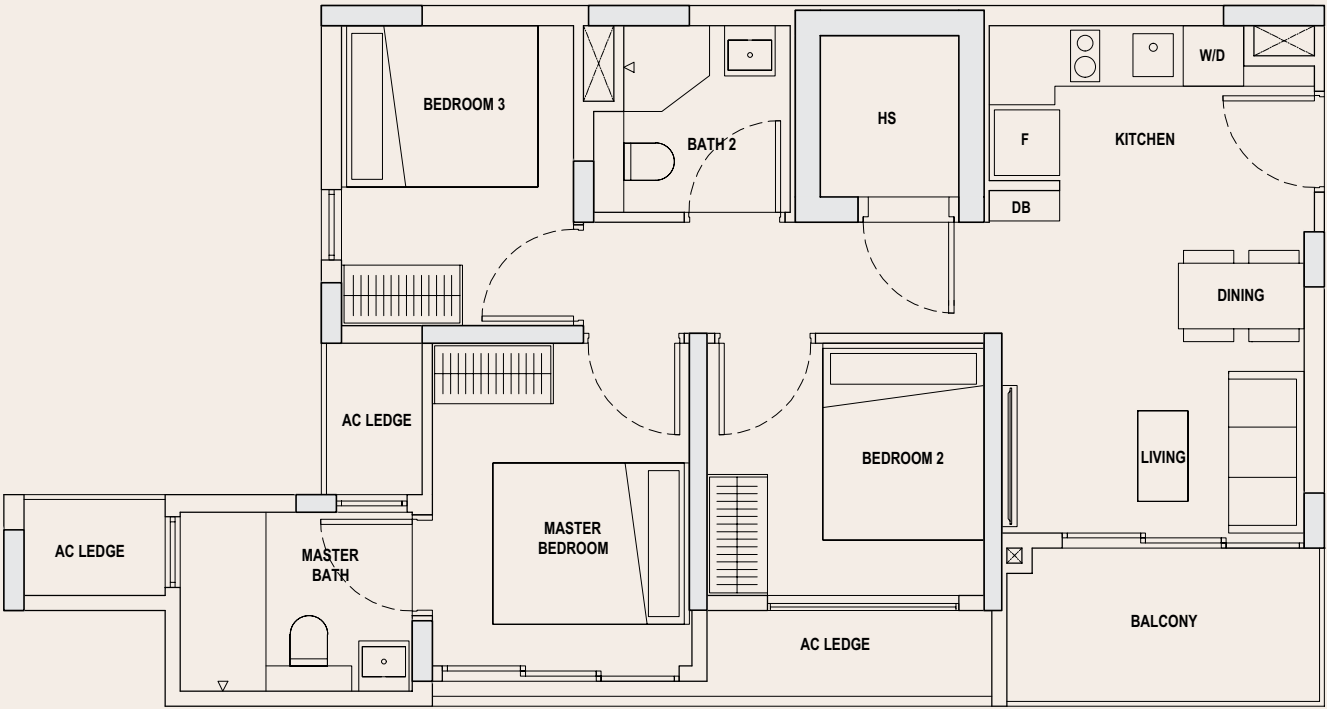 W/D
BEDROOM 3
HS
F
KITCHEN
BATH 2
DB
DINING
AC LEDGE
LIVING
BEDROOM 2
MASTER
BEDROOM
AC LEDGE
MASTER
BATH
BALCONY
AC LEDGE